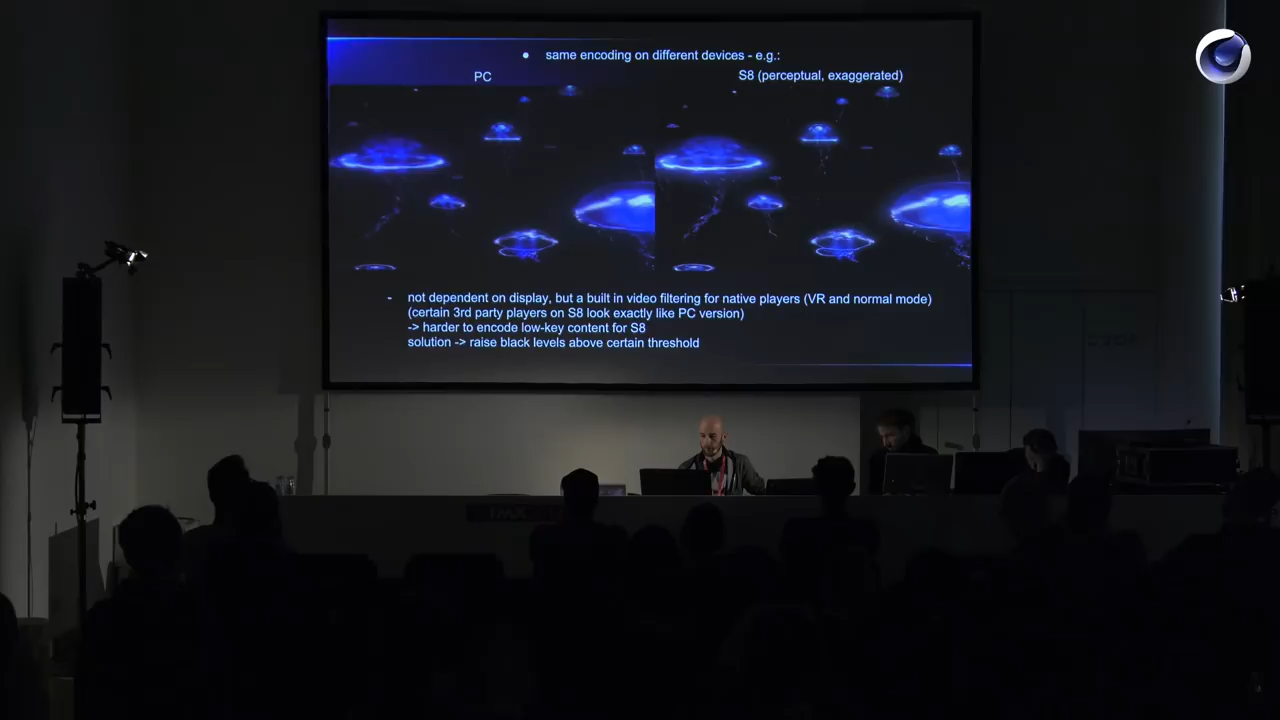 • same encoding on different devices - e.g.:
PC
S8 (perceptual, exaggerated)
- not dependent on display, but a built in video filtering for native players (VR and normal mode)
(certain 3rd party players on S8 look exactly like PC version)
-> harder to encode low-key content for S8
solution -> raise black levels above certain threshold